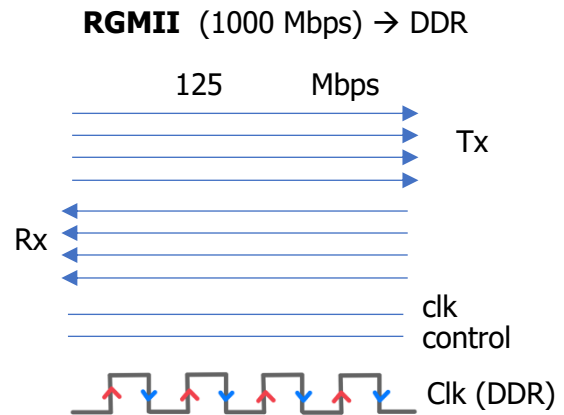 RGMII (1000 Mbps) → DDR
125 Mbps
Tx
Rx
clk
control
Clk (DDR)